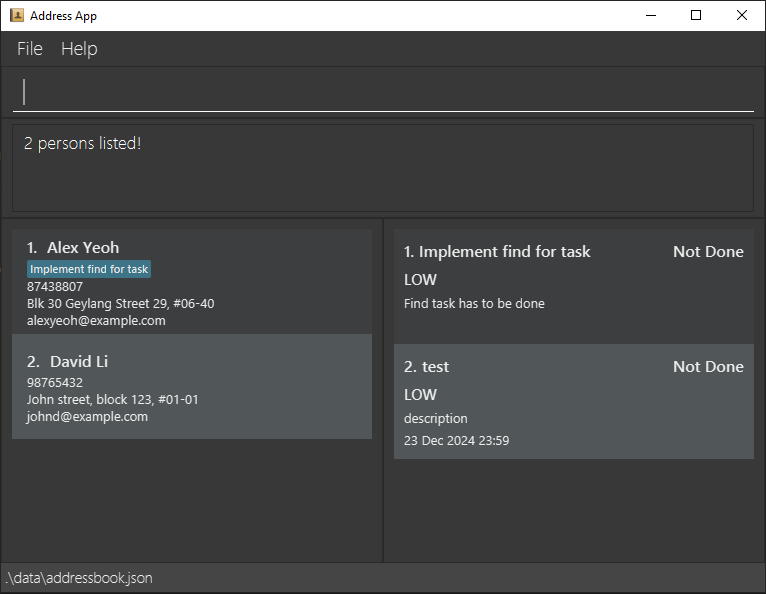 Address App
File Help
2 persons listed!
1. Alex Yeoh
Implement find for task
87438807
Blk 30 Geylang Street 29, #06-40
alexyeoh@example.com
2. David Li
98765432
John street, block 123, #01-01
johnd@example.com
1. Implement find for task Not Done
LOW
Find task has to be done
2. test Not Done
LOW
description
23 Dec 2024 23:59
.\data\addressbook.json